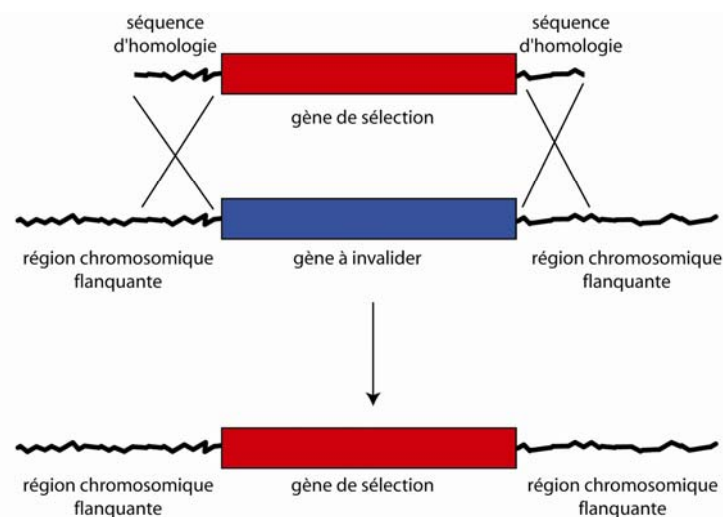 séquence
d'homologie
séquence
d'homologie
gène de sélection
région chromosomique
flanquante
gène à invalider
région chromosomique
flanquante
région chromosomique
flanquante
gène de sélection
région chromosomique
flanquante